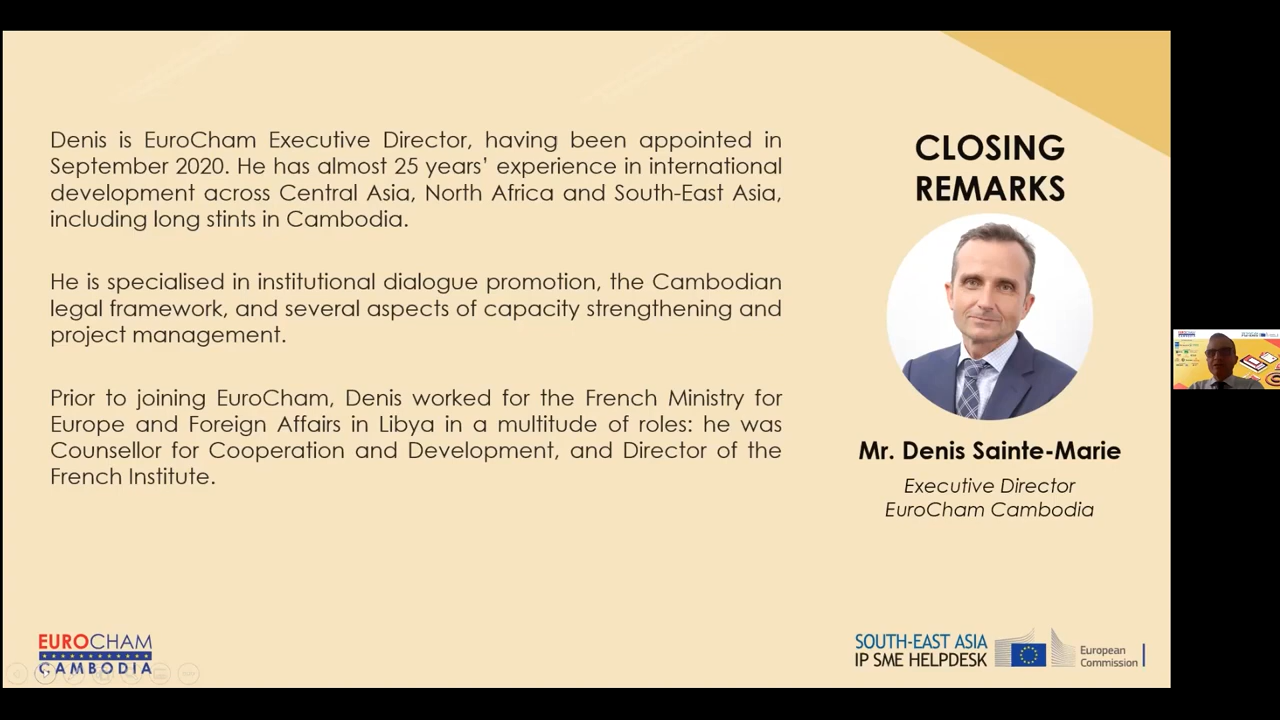 Denis is EuroCham Executive Director, having been appointed in
September 2020. He has almost 25 years’ experience in international
development across Central Asia, North Africa and South-East Asia,
including long stints in Cambodia.
He is specialised in institutional dialogue promotion, the Cambodian
legal framework, and several aspects of capacity strengthening and
project management.
Prior to joining EuroCham, Denis worked for the French Ministry for
Europe and Foreign Affairs in Libya in a multitude of roles: he was
Counsellor for Cooperation and Development, and Director of the
French Institute.
CLOSING
REMARKS
Mr. Denis Sainte-Marie
Executive Director
EuroCham Cambodia
EUROCHAM
CAMBODIA
SOUTH-EAST ASIA
IP SME HELPDESK
European
Commission